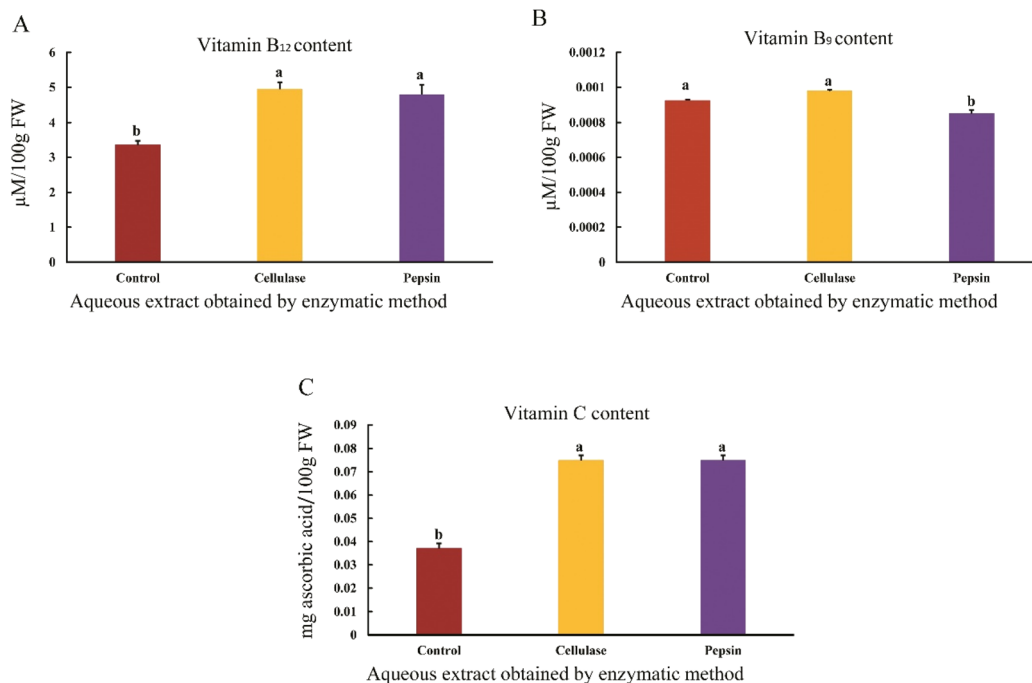 A
Vitamin B₁₂ content
6
5
4
3
2
1
0
μM/100g FW
b
a
a
Control Cellulase Pepsin
Aqueous extract obtained by enzymatic method
B
Vitamin B₉ content
0.0012
0.001
0.0008
0.0006
0.0004
0.0002
0
μM/100g FW
a
a
b
Control Cellulase Pepsin
Aqueous extract obtained by enzymatic method
C
Vitamin C content
0.09
0.08
0.07
0.06
0.05
0.04
0.03
0.02
0.01
0
mg ascorbic acid/100g FW
b
a
a
Control Cellulase Pepsin
Aqueous extract obtained by enzymatic method